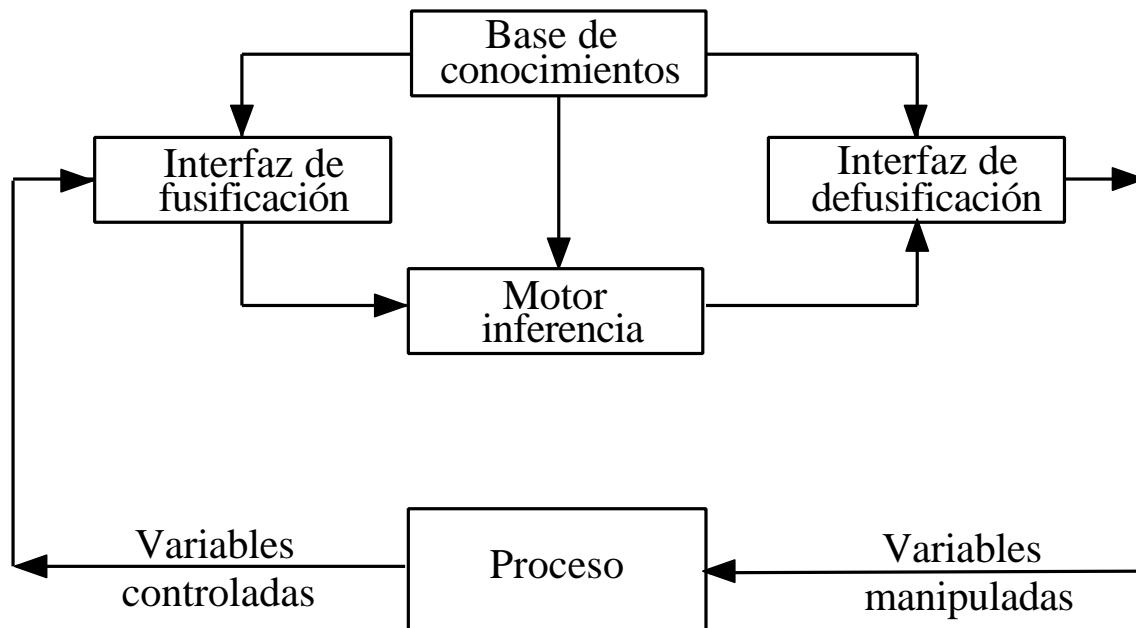 Base de
conocimientos
Interfaz de
fusificación
Interfaz de
defusificación
Motor
inferencia
Variables
controladas
Proceso
Variables
manipuladas